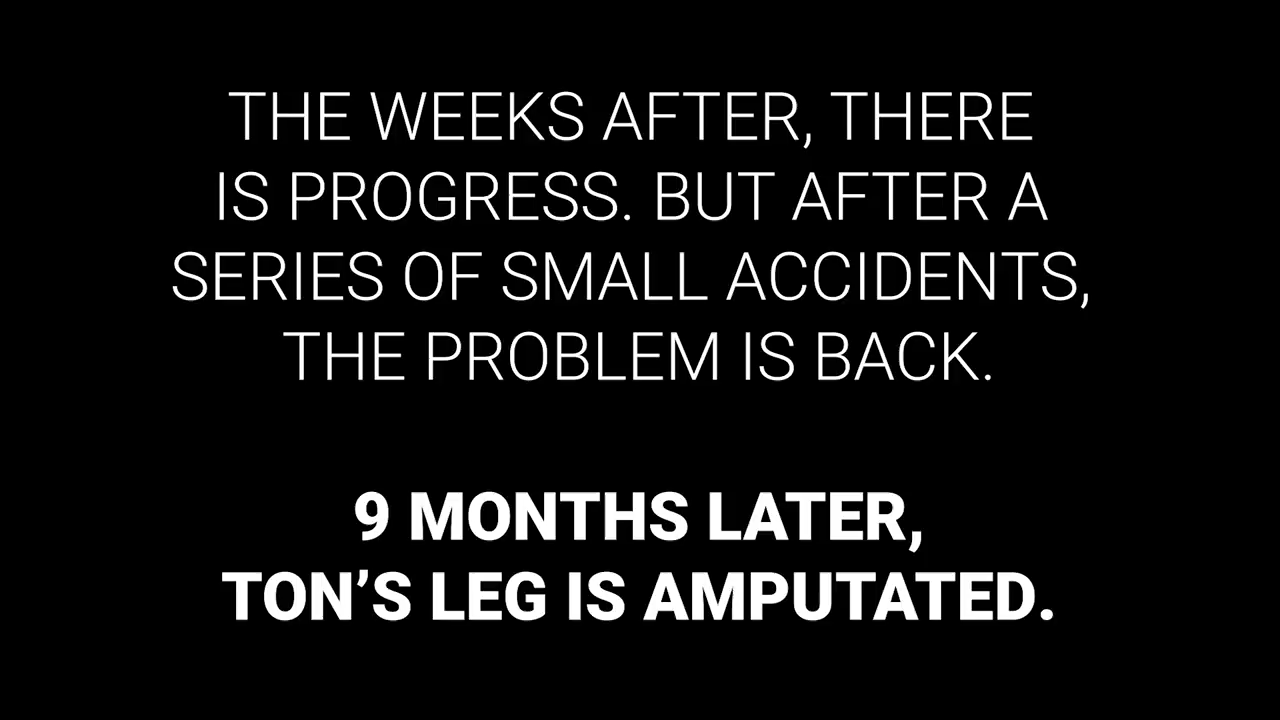 THE WEEKS AFTER, THERE
IS PROGRESS. BUT AFTER A
SERIES OF SMALL ACCIDENTS,
THE PROBLEM IS BACK.
9 MONTHS LATER,
TON’S LEG IS AMPUTATED.